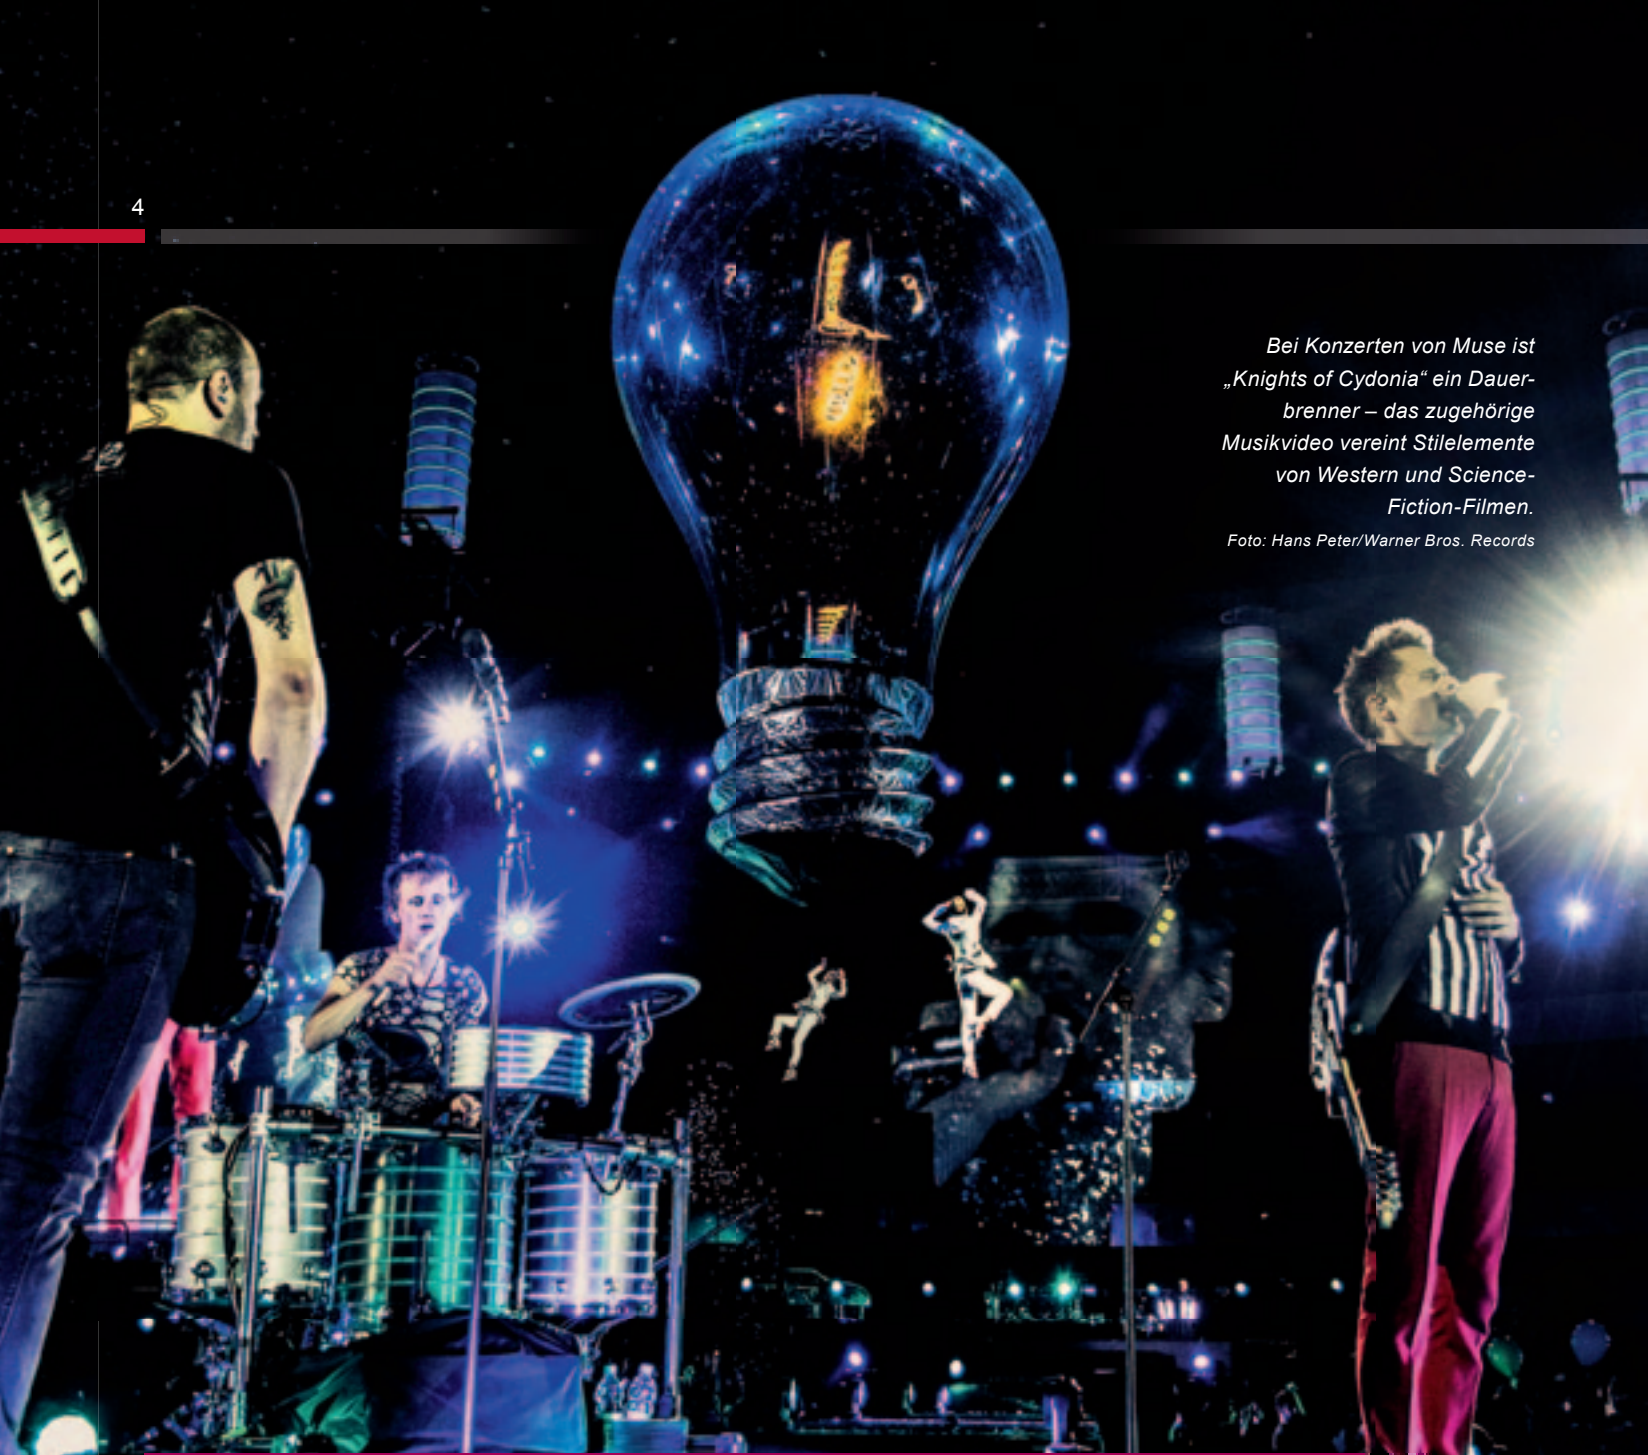 4
Bei Konzerten von Muse ist
„Knights of Cydonia“ ein Dauer-
brenner – das zugehörige
Musikvideo vereint Stilelemente
von Western und Science-
Fiction-Filmen.
Foto: Hans Peter/Warner Bros. Records